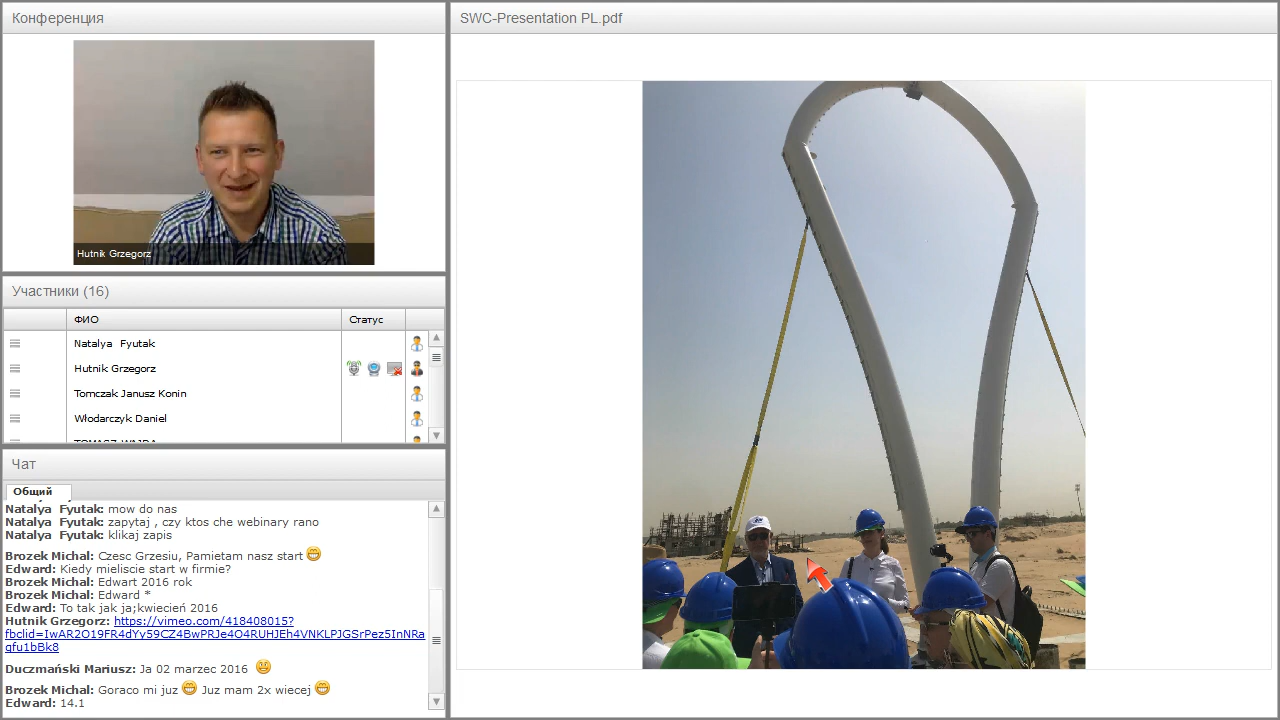 Конференция
Hutnik Grzegorz
Участники (16)
ФИО
Статус
Natalya Fyutak
Hutnik Grzegorz
Tomczak Janusz Konin
Włodarczyk Daniel
TOMASZ WAJDA
Чат
Общий
Natalya Fyutak: mow do nas
Natalya Fyutak: zapytaj , czy ktos che webinary rano
Natalya Fyutak: klikaj zapis
Brozek Michal: Czesc Grzesiu, Pamietam nasz start
Edward: Kiedy mieliscie start w firmie?
Brozek Michal: Edwart 2016 rok
Brozek Michal: Edward *
Edward: To tak jak ja;kwiecień 2016
Hutnik Grzegorz: https://vimeo.com/418408015?
fbclid=IwAR2O19FR4dYy59CZ4BwPRJe4O4RUHJEh4VNKLPJGSrPez5InNRa
qfu1bBk8
Duczmański Mariusz: Ja 02 marzec 2016
Brozek Michal: Goraco mi juz Juz mam 2x wiecej
Edward: 14.1
SWC-Presentation PL.pdf